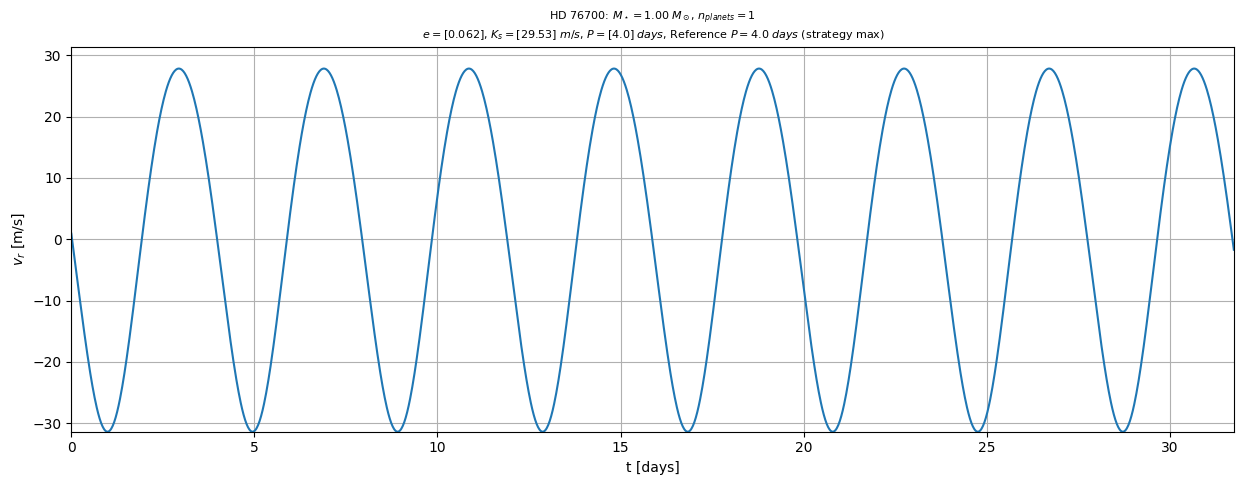 HD 76700: $M_⋆ = 1.00 M_⊙, n_{planets} = 1$
e = [0.062], K_s = [29.53] m/s, P = [4.0] days, Reference P = 4.0 days (strategy max)
30
20
10
0
−10
−20
−30
v_r [m/s]
0 5 10 15 20 25 30
t [days]